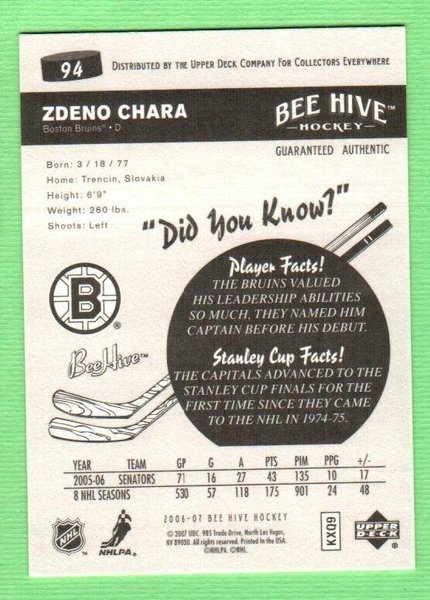 94
DISTRIBUTED BY THE UPPER DECK COMPANY FOR COLLECTORS EVERYWHERE
ZDENO CHARA
Boston Bruins • D
BEE HIVE™
HOCKEY
GUARANTEED AUTHENTIC
Born: 3 / 18 / 77
Home: Trencin, Slovakia
Height: 6'9"
Weight: 260 lbs.
Shoots: Left
"Did You Know?"
Player Facts!
THE BRUINS VALUED
HIS LEADERSHIP ABILITIES
SO MUCH, THEY NAMED HIM
CAPTAIN BEFORE HIS DEBUT.
B
®
BeeHive™
Stanley Cup Facts!
THE CAPITALS ADVANCED TO THE
STANLEY CUP FINALS FOR THE
FIRST TIME SINCE THEY CAME
TO THE NHL IN 1974-75.
YEAR TEAM GP G A PTS PIM PPG +/-
2005-06 SENATORS 71 16 27 43 135 10 17
8 NHL SEASONS 530 57 118 175 901 24 48
2006-07 BEE HIVE HOCKEY
NHL
NHLPA
© 2007 UDC. 985 Trade Drive, North Las Vegas,
NV 89030. All Rights Reserved. Printed in the USA.
©NHLPA. ©NHL.
KXQ9
UPPER
DECK
®